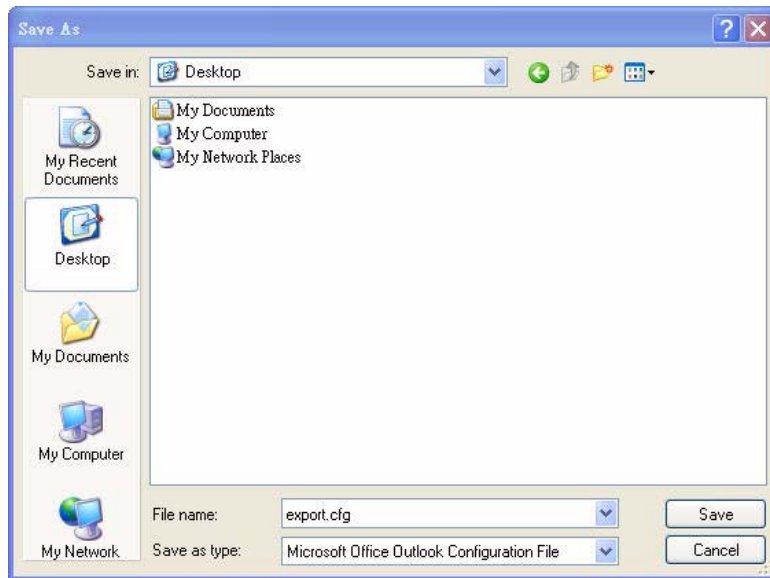 Save As
Save in:
Desktop
My Documents
My Computer
My Network Places
My Recent
Documents
Desktop
My Documents
My Computer
My Network
File name:
export.cfg
Save
Save as type:
Microsoft Office Outlook Configuration File
Cancel